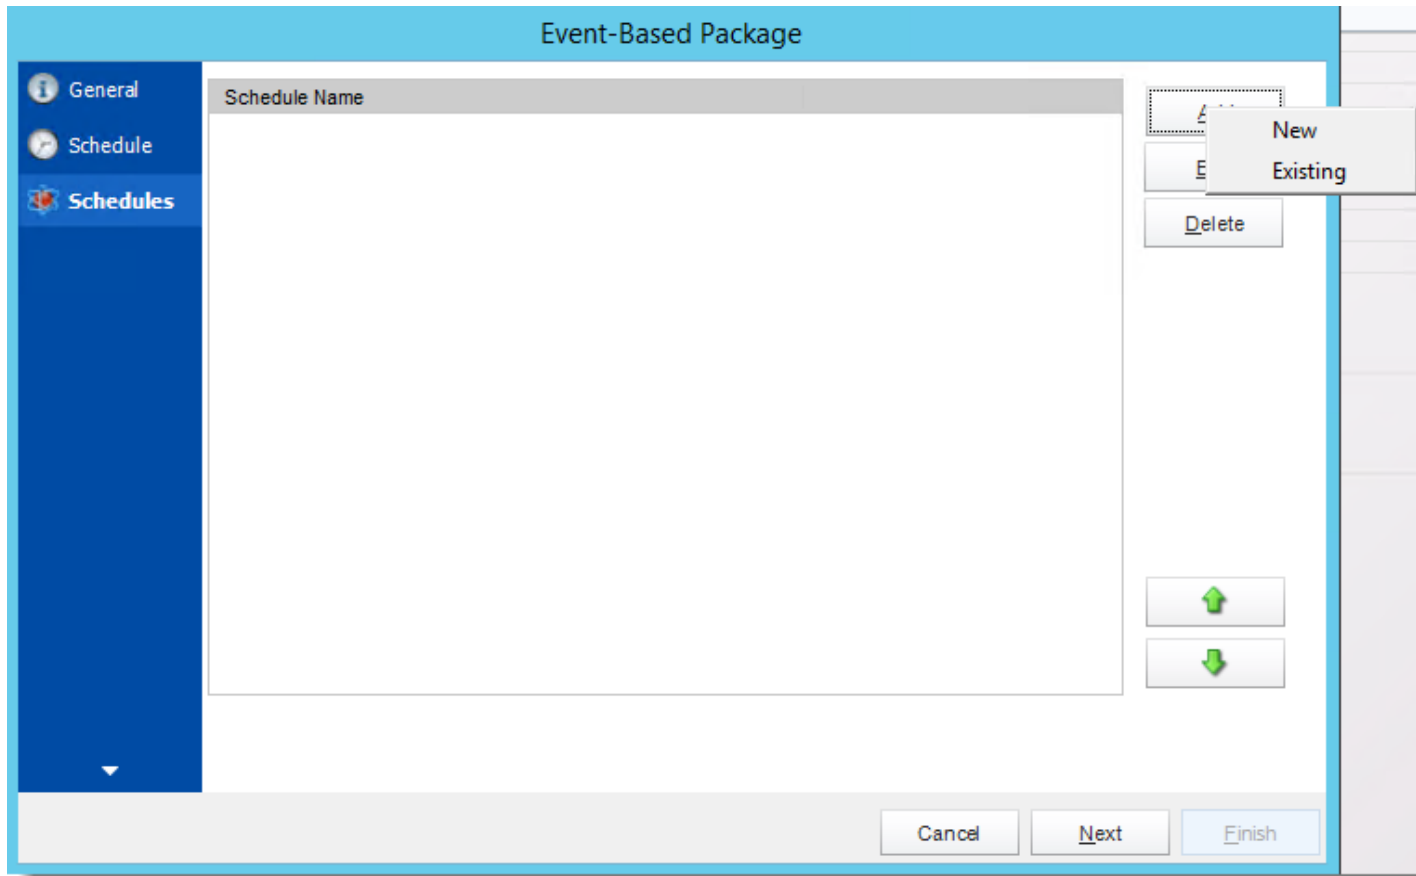 Event-Based Package
General
Schedule
Schedules
Schedule Name
New
Existing
Delete
Cancel
Next
Finish